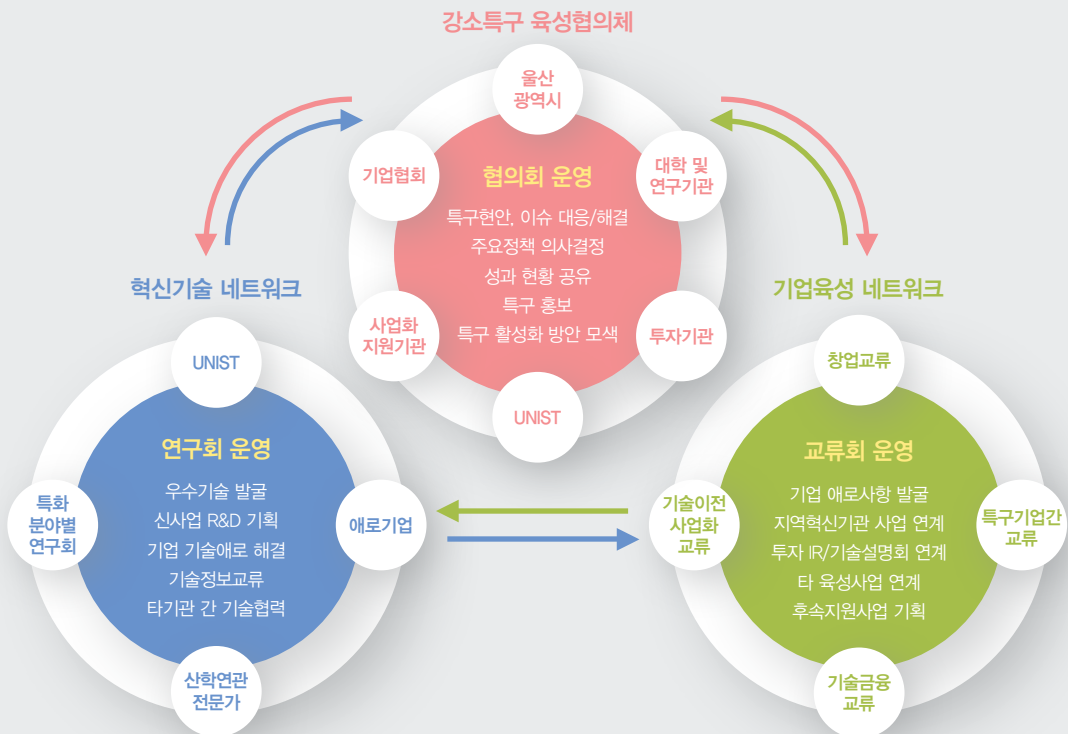 강소특구 육성협의체
울산
광역시
기업협회
대학 및
연구기관
협의회 운영
특구현안, 이슈 대응/해결
주요정책 의사결정
성과 현황 공유
특구 홍보
특구 활성화 방안 모색
사업화
지원기관
투자기관
UNIST
혁신기술 네트워크
UNIST
연구회 운영
우수기술 발굴
신사업 R&D 기획
기업 기술애로 해결
기술정보교류
타기관 간 기술협력
특화
분야별
연구회
애로기업
산학연관
전문가
기업육성 네트워크
창업교류
교류회 운영
기업 애로사항 발굴
지역혁신기관 사업 연계
투자 IR/기술설명회 연계
타 육성사업 연계
후속지원사업 기획
기술이전
사업화
교류
특구기업간
교류
기술금융
교류